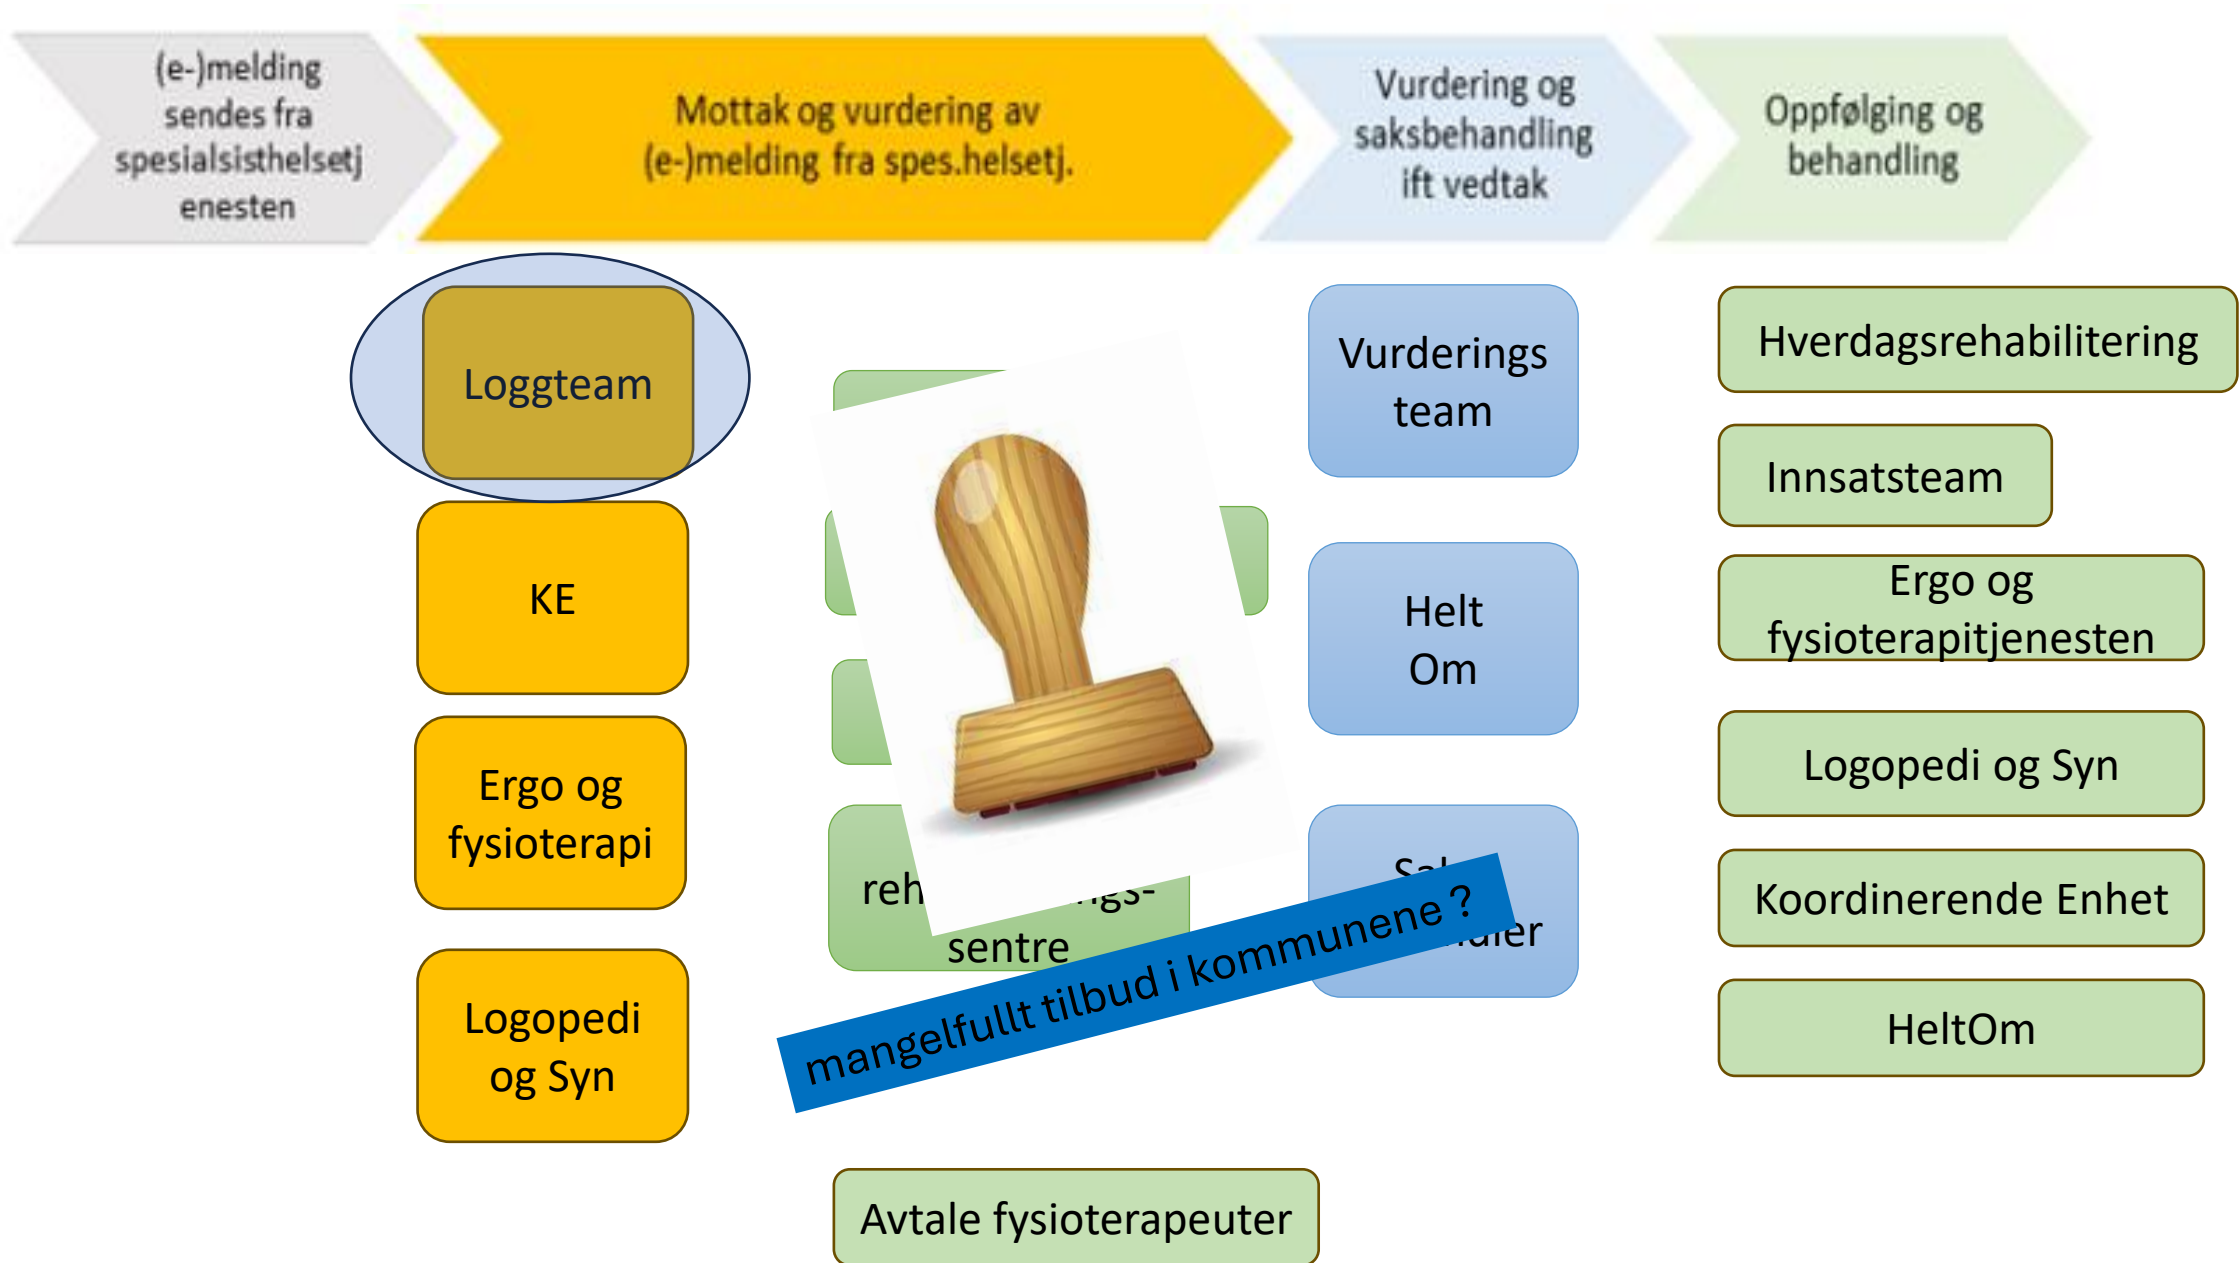 (e-)melding
sendes fra
spesialsisthelsetj
enesten
Mottak og vurdering av
(e-)melding fra spes.helsetj.
Vurdering og
saksbehandling
ift vedtak
Oppfølging og
behandling
Loggteam
KE
Ergo og
fysioterapi
Logopedi
og Syn
sentre
mangelfullt tilbud i kommunene ?
Avtale fysioterapeuter
Vurderings
team
Helt
Om
Hverdagsrehabilitering
Innsatsteam
Ergo og
fysioterapitjenesten
Logopedi og Syn
Koordinerende Enhet
HeltOm